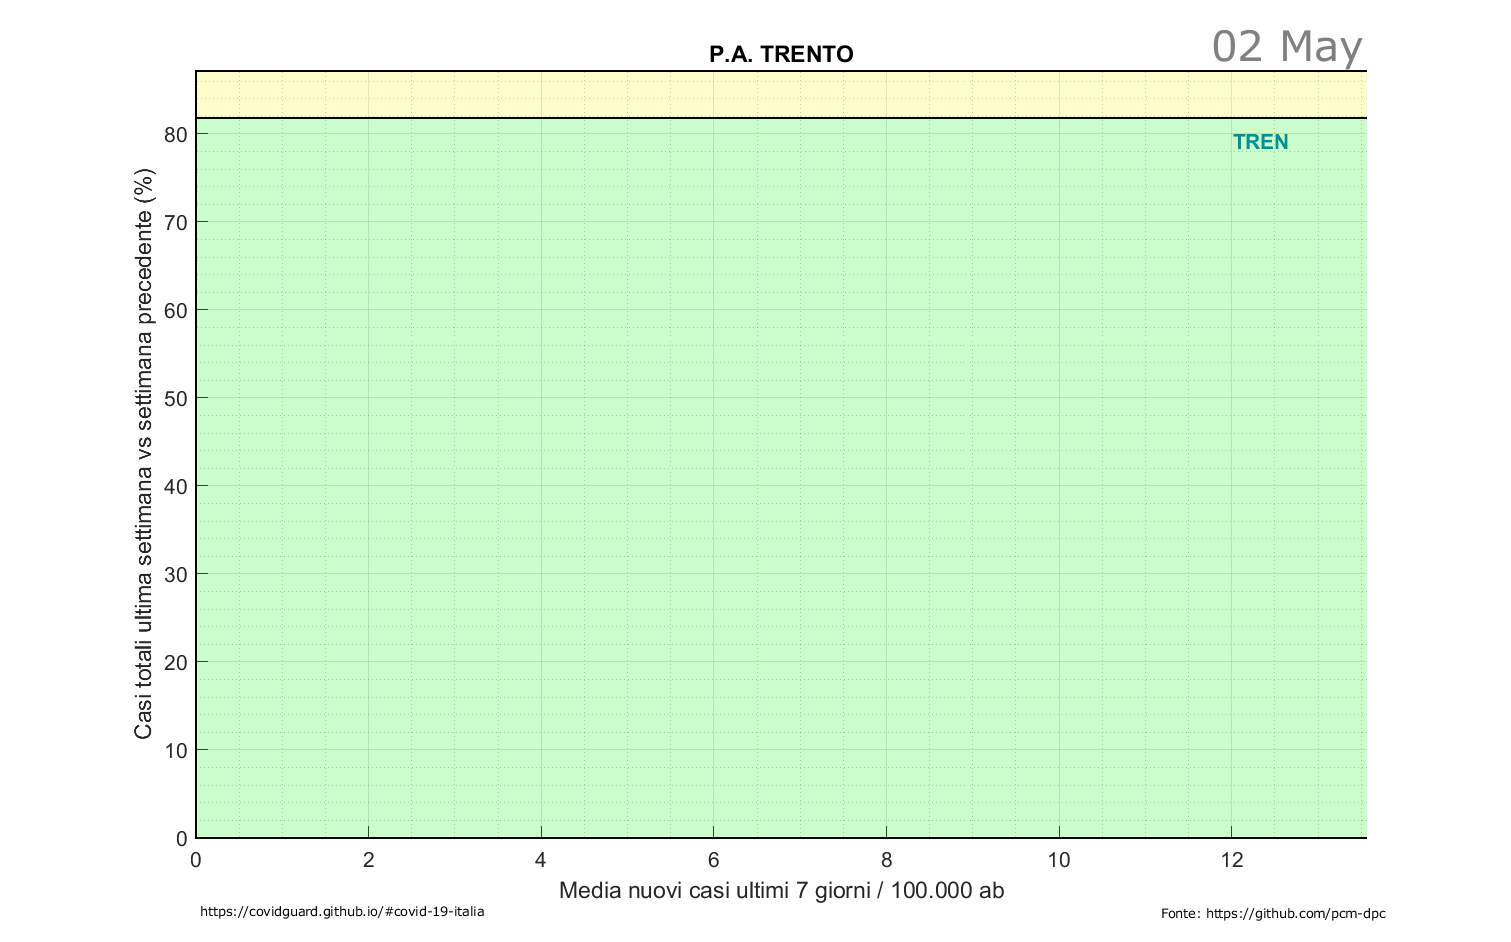 02 May
P.A. TRENTO
TREN
Casi totali ultima settimana vs settimana precedente (%)
80
70
60
50
40
30
20
10
0
0 2 4 6 8 10 12
Media nuovi casi ultimi 7 giorni / 100.000 ab
https://covidguard.github.io/#covid-19-italia
Fonte: https://github.com/pcm-dpc